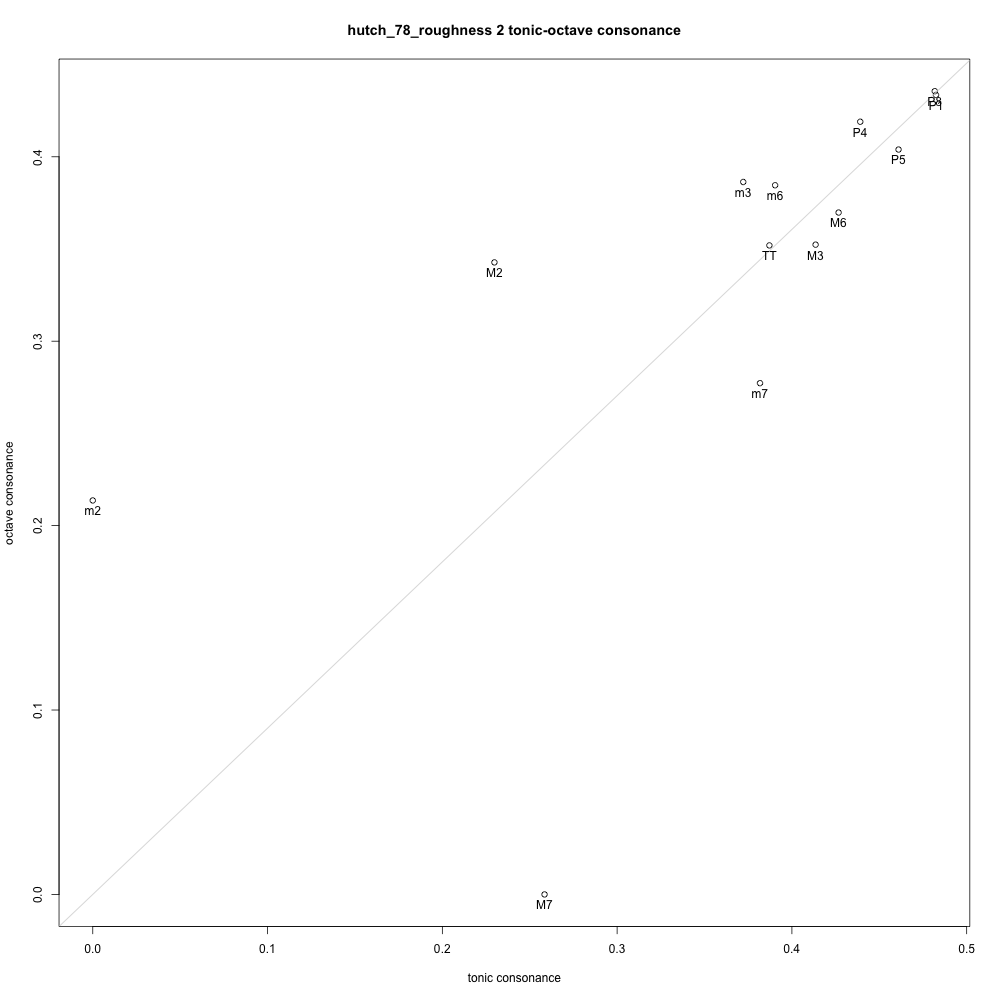 hutch_78_roughness 2 tonic-octave consonance
P8
P1
P4
P5
m3
m6
M6
TT
M3
M2
m7
m2
M7
0.4
0.3
0.2
0.1
0.0
octave consonance
0.0 0.1 0.2 0.3 0.4 0.5
tonic consonance